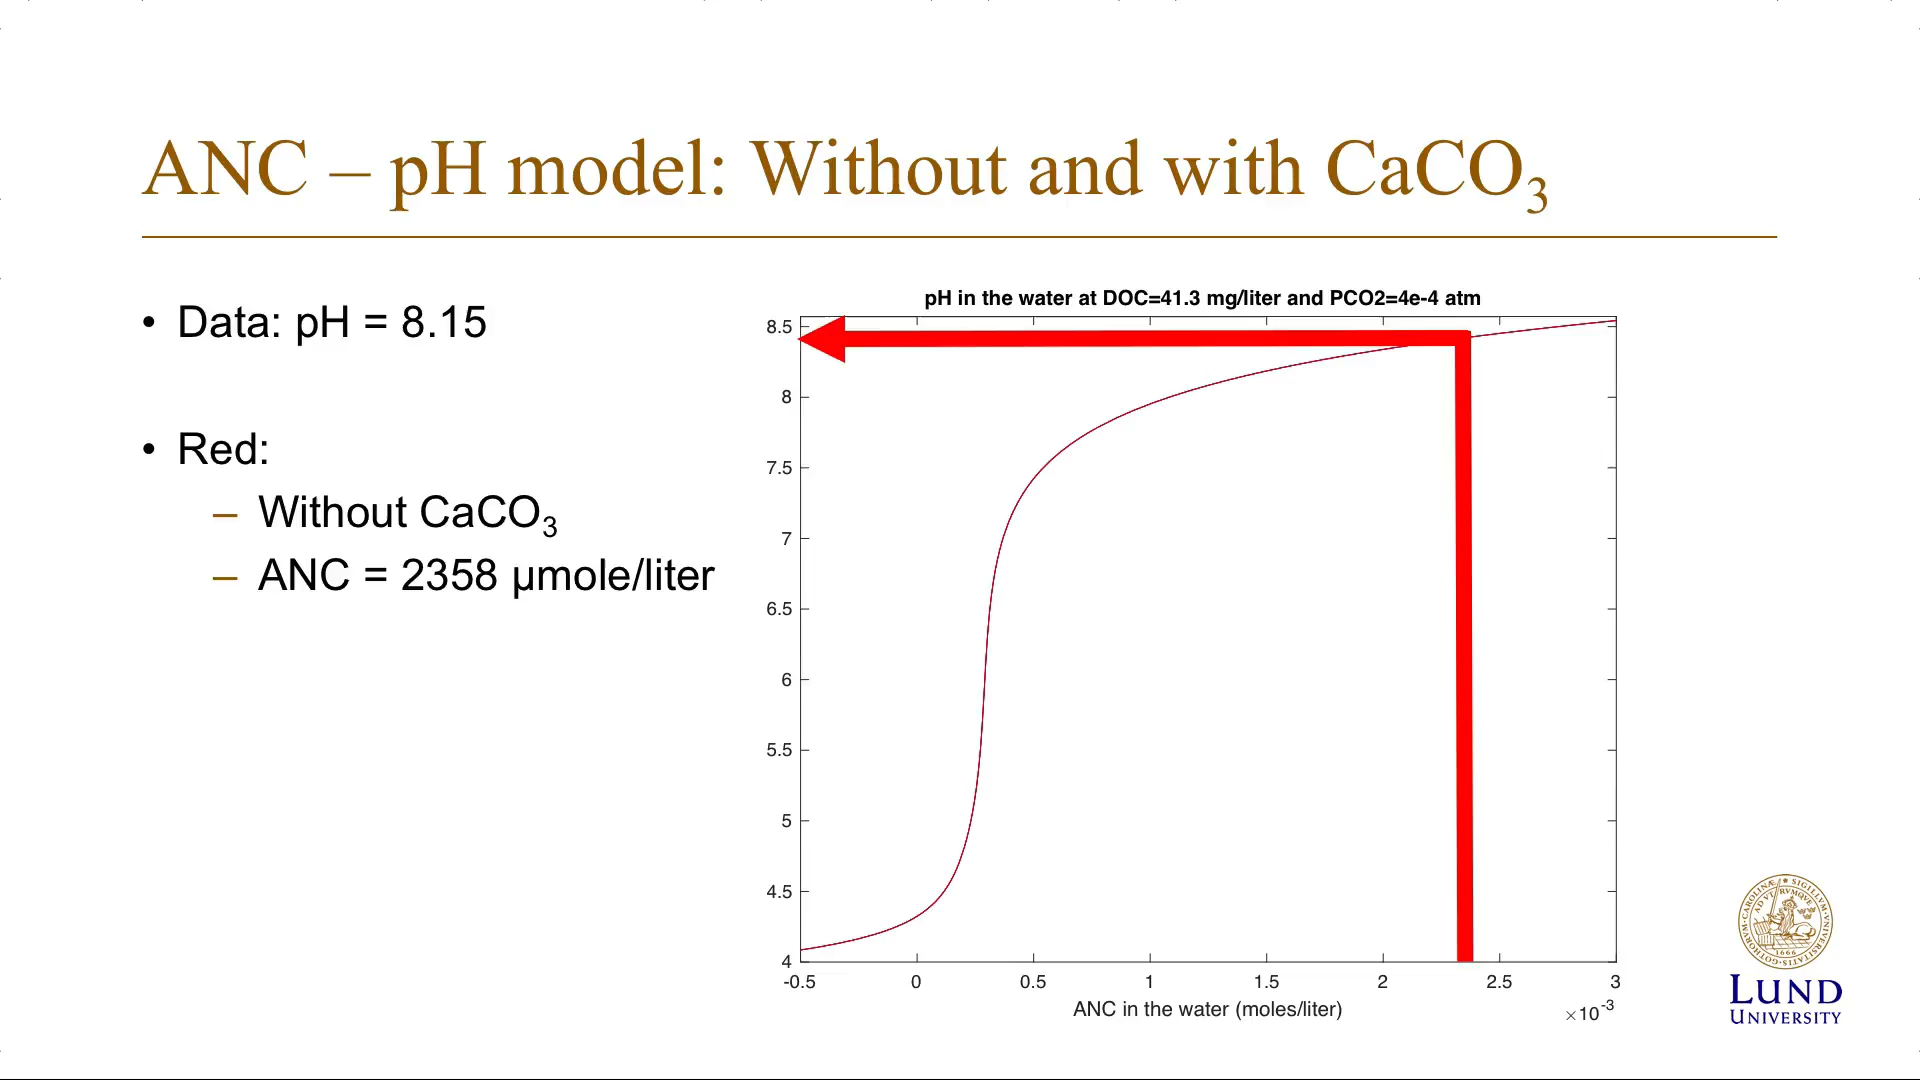 ANC – pH model: Without and with CaCO₃
• Data: pH = 8.15
• Red:
– Without CaCO₃
– ANC = 2358 µmole/liter
pH in the water at DOC=41.3 mg/liter and PCO2=4e-4 atm
8.5
8
7.5
7
6.5
6
5.5
5
4.5
4
-0.5 0 0.5 1 1.5 2 2.5 3
ANC in the water (moles/liter)
×10⁻³
LUND
UNIVERSITY